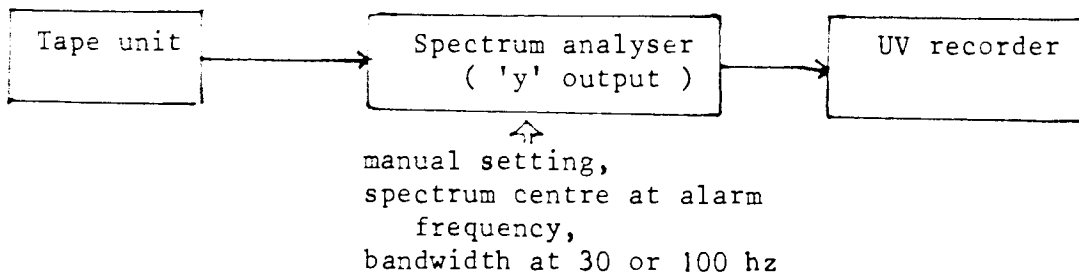 Tape unit
Spectrum analyser
( 'y' output )
UV recorder
manual setting,
spectrum centre at alarm
frequency,
bandwidth at 30 or 100 hz